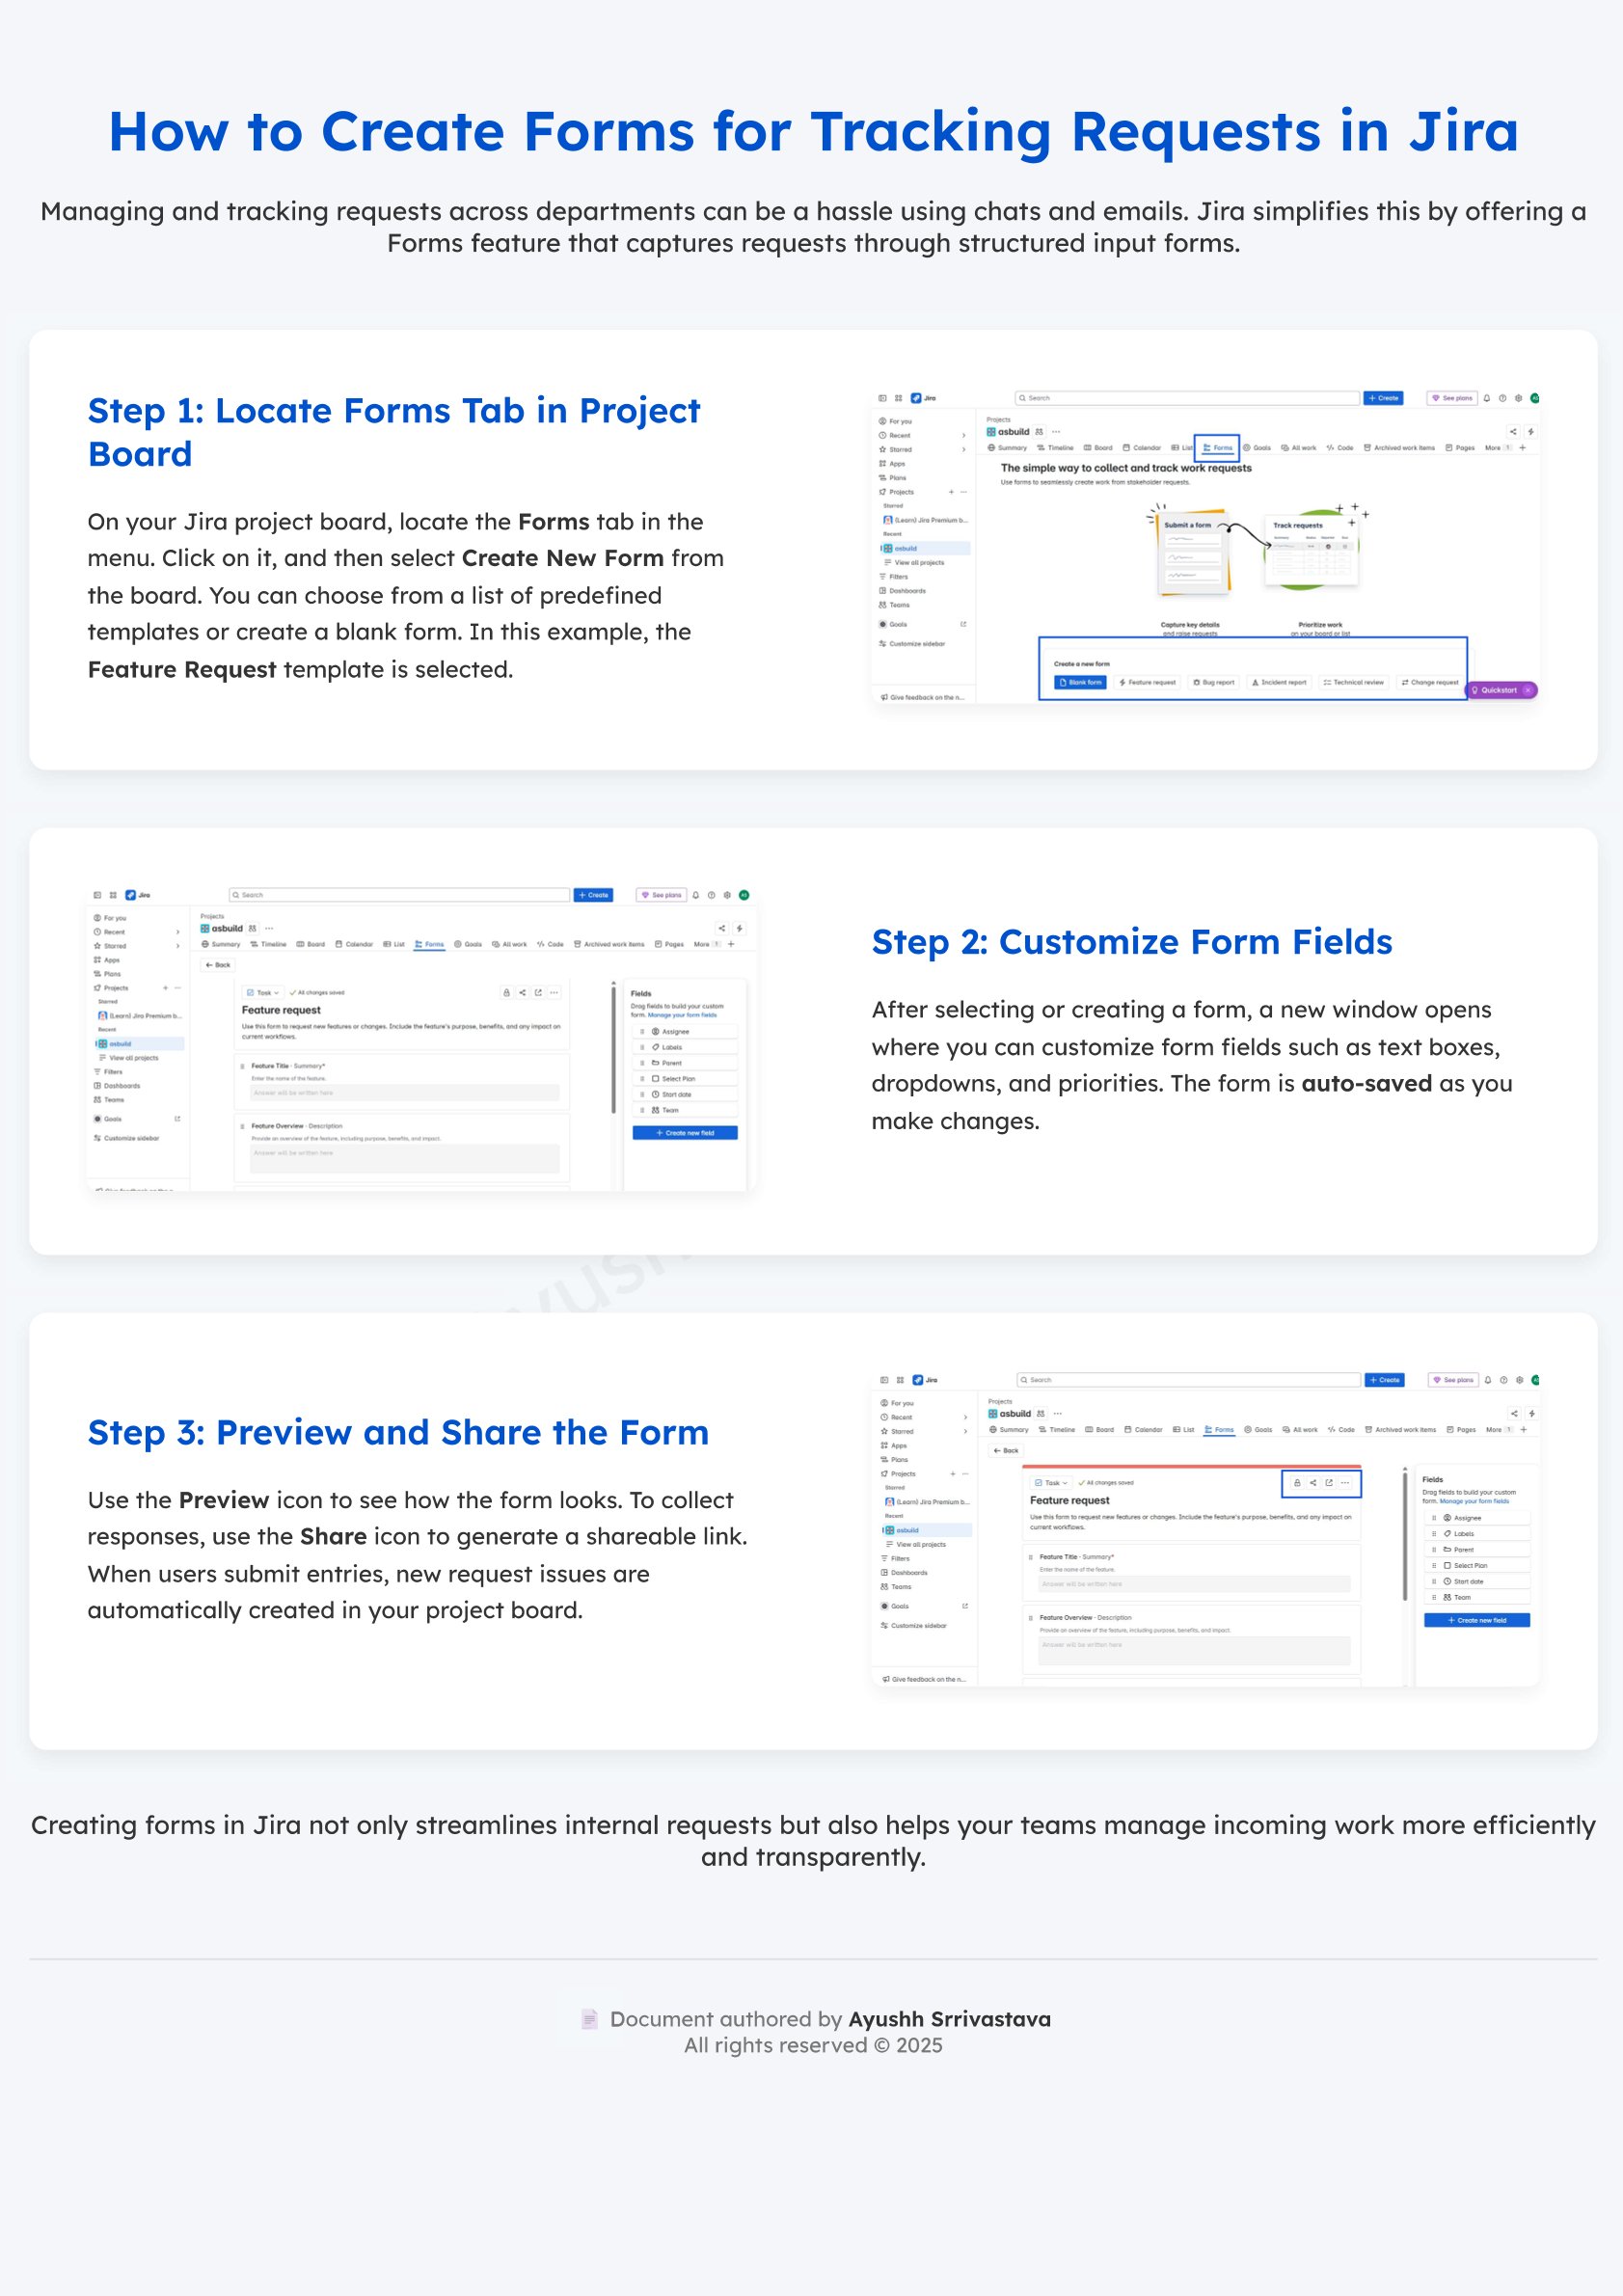 How to Create Forms for Tracking Requests in Jira
Managing and tracking requests across departments can be a hassle using chats and emails. Jira simplifies this by offering a
Forms feature that captures requests through structured input forms.
Step 1: Locate Forms Tab in Project
Board
On your Jira project board, locate the Forms tab in the
menu. Click on it, and then select Create New Form from
the board. You can choose from a list of predefined
templates or create a blank form. In this example, the
Feature Request template is selected.
Jira
Search
+ Create
See plans
For you
Recent
Starred
Apps
Plans
Projects
Starred
(Learn) Jira Premium b...
Recent
asbuild
View all projects
Filters
Dashboards
Teams
Goals
Customize sidebar
Give feedback on the n...
Projects
asbuild
Summary Timeline Board Calendar List Forms Goals All work Code Archived work items Pages More 1 +
The simple way to collect and track work requests
Use forms to seamlessly create work from stakeholder requests.
Submit a form
Track requests
Capture key details
and raise requests
Prioritize work
on your board or list
Create a new form
Blank form Feature request Bug report Incident report Technical review Change request
Quickstart
Jira
Search
+ Create
See plans
For you
Recent
Starred
Apps
Plans
Projects
Starred
(Learn) Jira Premium b...
Recent
asbuild
View all projects
Filters
Dashboards
Teams
Goals
Customize sidebar
Projects
asbuild
Summary Timeline Board Calendar List Forms Goals All work Code Archived work items Pages More 1 +
Back
Task All changes saved
Feature request
Use this form to request new features or changes. Include the feature's purpose, benefits, and any impact on
current workflows.
Feature Title · Summary*
Enter the name of the feature.
Answer will be written here
Feature Overview · Description
Provide an overview of the feature, including purpose, benefits, and impact.
Answer will be written here
Fields
Drag fields to build your custom
form. Manage your form fields
Assignee
Labels
Parent
Select Plan
Start date
Team
+ Create new field
Step 2: Customize Form Fields
After selecting or creating a form, a new window opens
where you can customize form fields such as text boxes,
dropdowns, and priorities. The form is auto-saved as you
make changes.
Step 3: Preview and Share the Form
Use the Preview icon to see how the form looks. To collect
responses, use the Share icon to generate a shareable link.
When users submit entries, new request issues are
automatically created in your project board.
Jira
Search
+ Create
See plans
For you
Recent
Starred
Apps
Plans
Projects
Starred
(Learn) Jira Premium b...
Recent
asbuild
View all projects
Filters
Dashboards
Teams
Goals
Customize sidebar
Give feedback on the n...
Projects
asbuild
Summary Timeline Board Calendar List Forms Goals All work Code Archived work items Pages More 1 +
Back
Task All changes saved
Feature request
Use this form to request new features or changes. Include the feature's purpose, benefits, and any impact on
current workflows.
Feature Title · Summary*
Enter the name of the feature.
Answer will be written here
Feature Overview · Description
Provide an overview of the feature, including purpose, benefits, and impact.
Answer will be written here
Fields
Drag fields to build your custom
form. Manage your form fields
Assignee
Labels
Parent
Select Plan
Start date
Team
+ Create new field
Creating forms in Jira not only streamlines internal requests but also helps your teams manage incoming work more efficiently
and transparently.
Document authored by Ayushh Srrivastava
All rights reserved © 2025